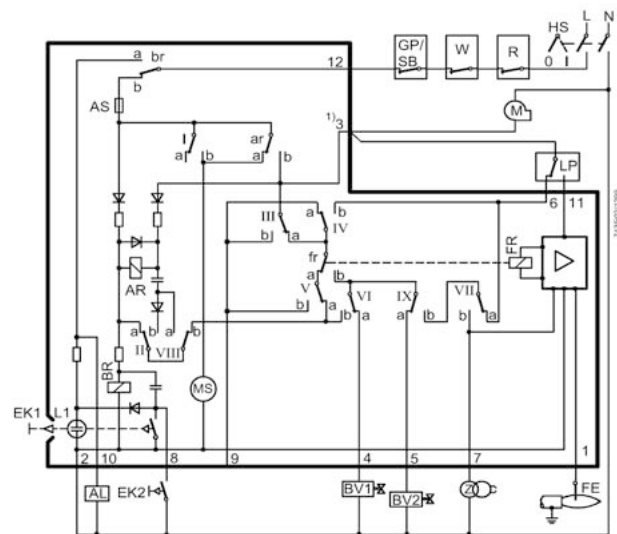 HS L N
GP/ SB W R 0 I
a br 12
b
AS
M
1) 3
I ar
a b a b
LP
6 11
III a b
b a IV
fr
FR
AR
a b
V VI IX VII
b a b a a b b a
a b a b
II VIII
BR
MS
EK1 L1
2 10 8 9 4 5 7 1
AL EK2 BV1 BV2 Z FE